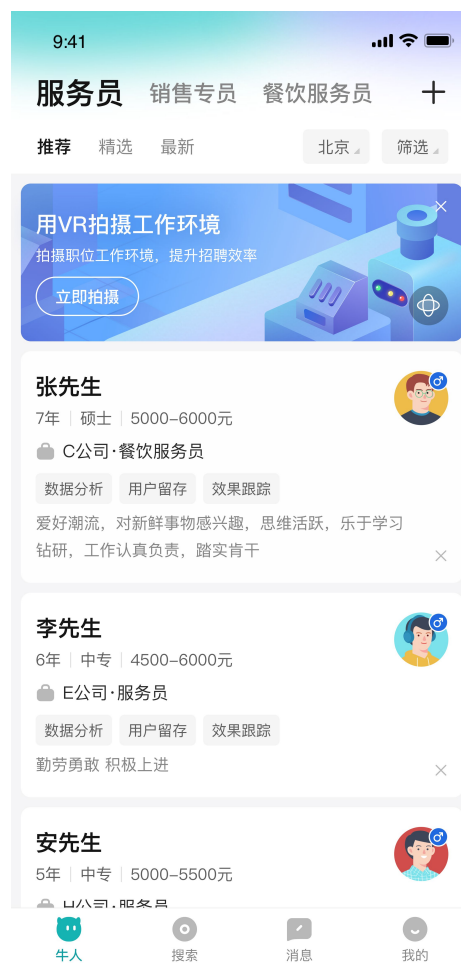 9:41
服务员 销售专员 餐饮服务员
推荐 精选 最新 北京 筛选
用VR拍摄工作环境
拍摄职位工作环境，提升招聘效率
立即拍摄
张先生
7年 硕士 5000-6000元
C公司·餐饮服务员
数据分析 用户留存 效果跟踪
爱好潮流，对新鲜事物感兴趣，思维活跃，乐于学习
钻研，工作认真负责，踏实肯干
李先生
6年 中专 4500-6000元
E公司·服务员
数据分析 用户留存 效果跟踪
勤劳勇敢 积极上进
安先生
5年 中专 5000-5500元
H公司·服务员
牛人 搜索 消息 我的